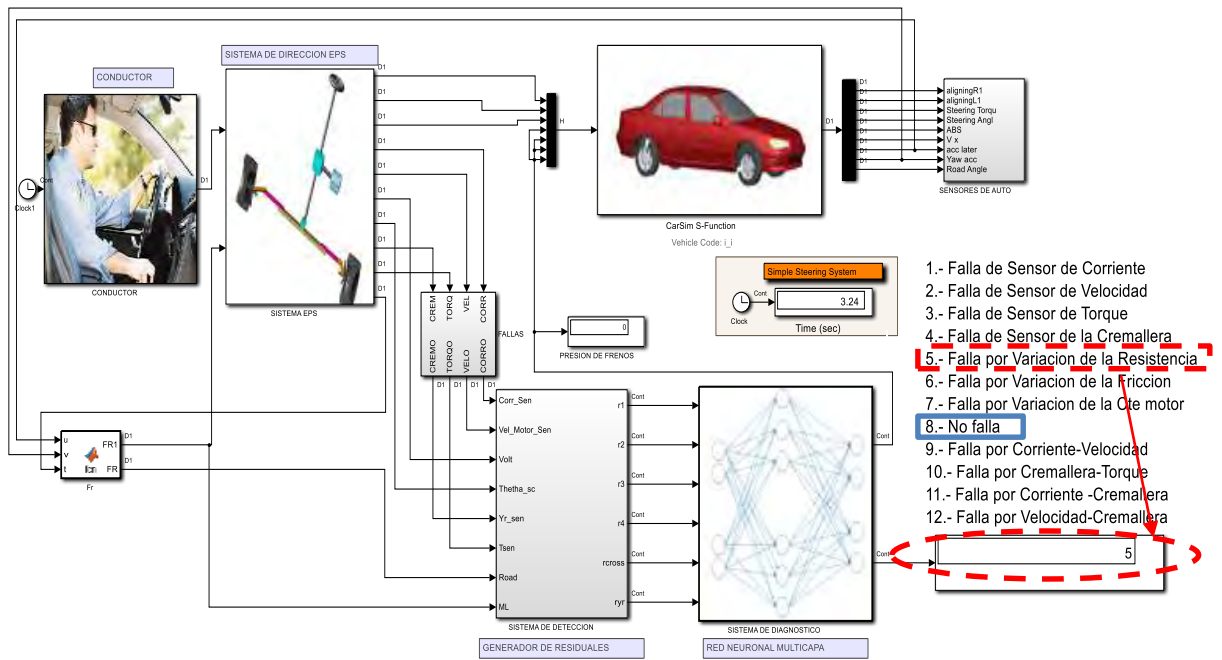 CONDUCTOR
Cont
Clock1
D1
CONDUCTOR
SISTEMA DE DIRECCION EPS
D1
D1
D1
D1
D1
D1
D1
D1
D1
D1
SISTEMA EPS
H
D1
CarSim S-Function
Vehicle Code: i_i
D1
D1
D1
D1
D1
D1
D1
D1
D1
aligningR1
aligningL1
Steering Torqu
Steering Angl
ABS
V x
acc later
Yaw acc
Road Angle
SENSORES DE AUTO
Simple Steering System
Cont
Clock
3.24
Time (sec)
CREM
TORQ
VEL
CORR
CREMO
TORQO
VELO
CORRO
FALLAS
D1
D1
D1
D1
0
PRESION DE FRENOS
u
v
t
fcn
FR1
FR
D1
D1
Fr
Corr_Sen
Vel_Motor_Sen
Volt
Thetha_sc
Yr_sen
Tsen
Road
ML
r1
r2
r3
r4
rcross
ryr
Cont
Cont
Cont
Cont
Cont
Cont
SISTEMA DE DETECCION
GENERADOR DE RESIDUALES
Cont
Cont
SISTEMA DE DIAGNOSTICO
RED NEURONAL MULTICAPA
1.- Falla de Sensor de Corriente
2.- Falla de Sensor de Velocidad
3.- Falla de Sensor de Torque
4.- Falla de Sensor de la Cremallera
5.- Falla por Variacion de la Resistencia
6.- Falla por Variacion de la Friccion
7.- Falla por Variacion de la Cte motor
8.- No falla
9.- Falla por Corriente-Velocidad
10.- Falla por Cremallera-Torque
11.- Falla por Corriente -Cremallera
12.- Falla por Velocidad-Cremallera
5